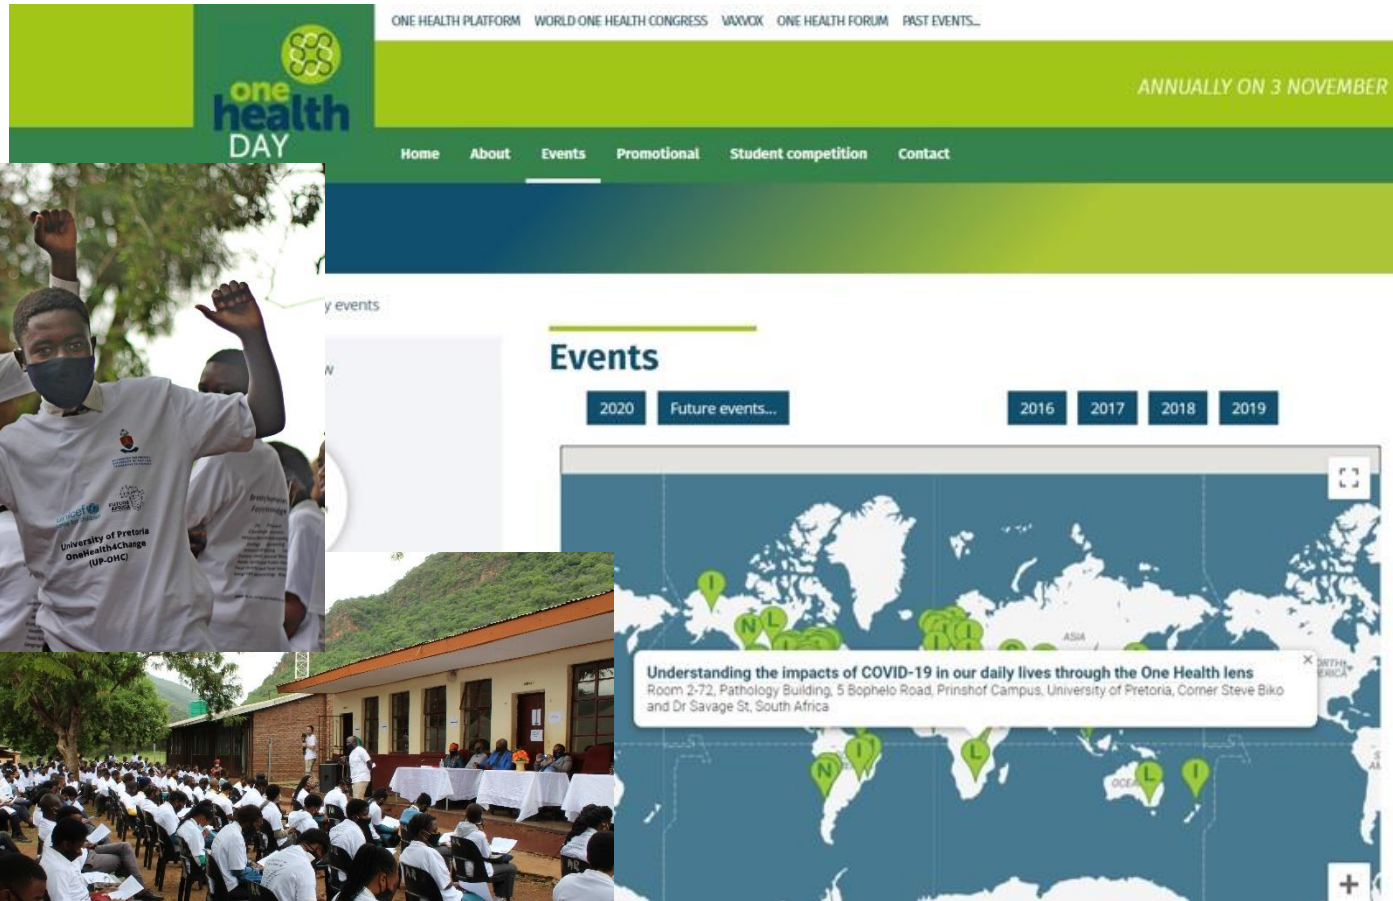 ONE HEALTH PLATFORM WORLD ONE HEALTH CONGRESS VAXVOX ONE HEALTH FORUM PAST EVENTS...
one
health
DAY
ANNUALLY ON 3 NOVEMBER
Home About Events Promotional Student competition Contact
y events
w
Events
2020 Future events... 2016 2017 2018 2019
unicef
FUTURE
AFRICA
University of Pretoria
OneHealth4Change
(UP-OHC)
I
N L
I I
ASIA
Understanding the impacts of COVID-19 in our daily lives through the One Health lens
Room 2-72, Pathology Building, 5 Bophelo Road, Prinshof Campus, University of Pretoria, Corner Steve Biko
and Dr Savage St, South Africa
N I L L I